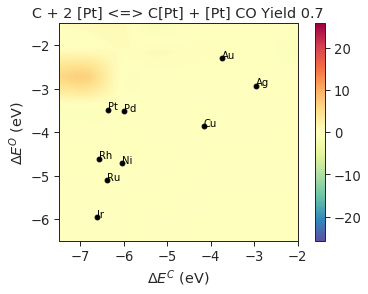 C + 2 [Pt] <=> C[Pt] + [Pt] CO Yield 0.7
−2
−3
−4
−5
−6
ΔE^O (eV)
Au
Ag
Pt
Pd
Cu
Rh
Ni
Ru
Ir
−7
−6
−5
−4
−3
−2
ΔE^C (eV)
20
10
0
−10
−20